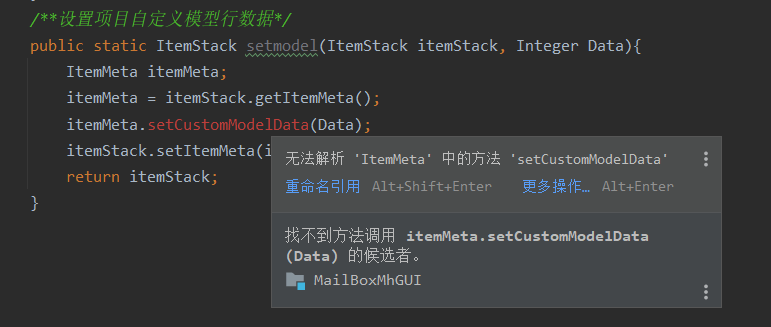 /**设置项目自定义模型行数据*/
public static ItemStack setmodel(ItemStack itemStack, Integer Data){
ItemMeta itemMeta;
itemMeta = itemStack.getItemMeta();
itemMeta.setCustomModelData(Data);
itemStack.setItemMeta(i
return itemStack;
}
无法解析 'ItemMeta' 中的方法 'setCustomModelData'
重命名引用 Alt+Shift+Enter 更多操作… Alt+Enter
找不到方法调用 itemMeta.setCustomModelData
(Data) 的候选者。
MailBoxMhGUI